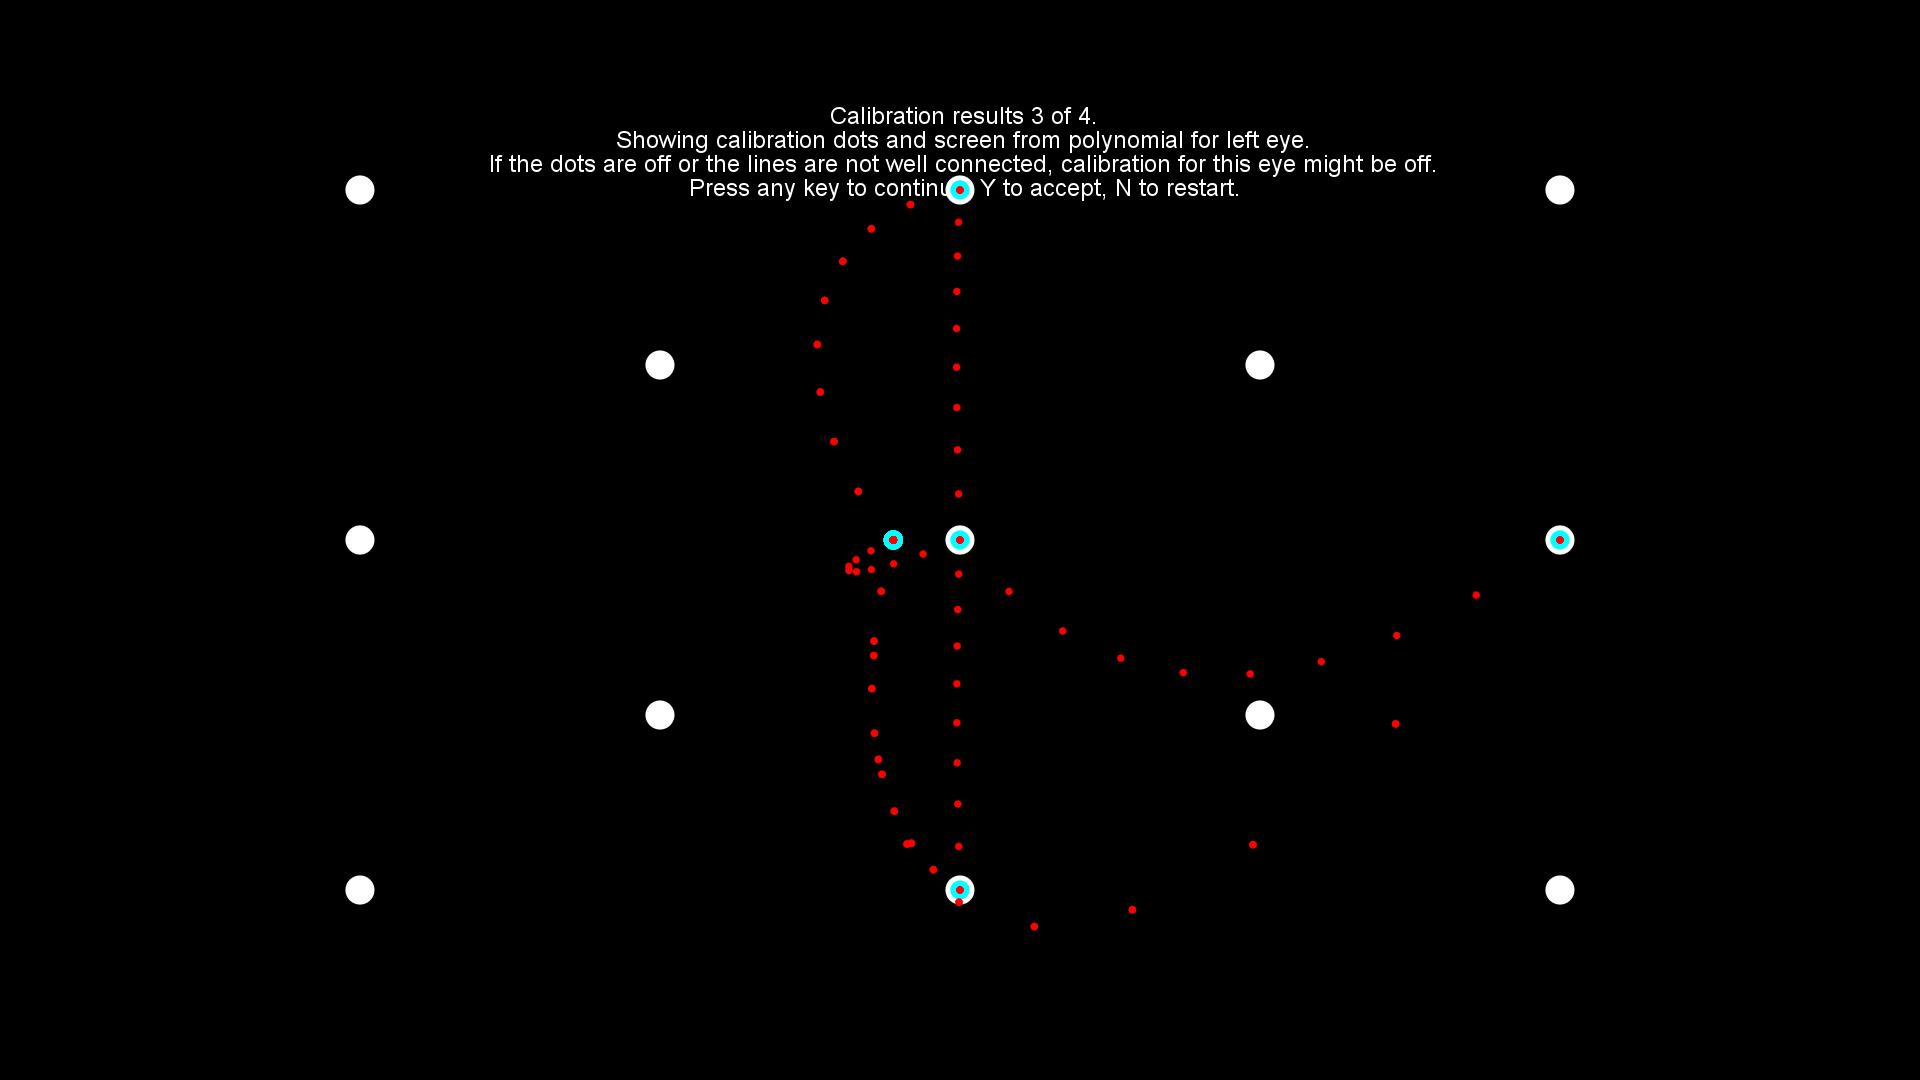 Calibration results 3 of 4.
Showing calibration dots and screen from polynomial for left eye.
If the dots are off or the lines are not well connected, calibration for this eye might be off.
Press any key to continue, Y to accept, N to restart.